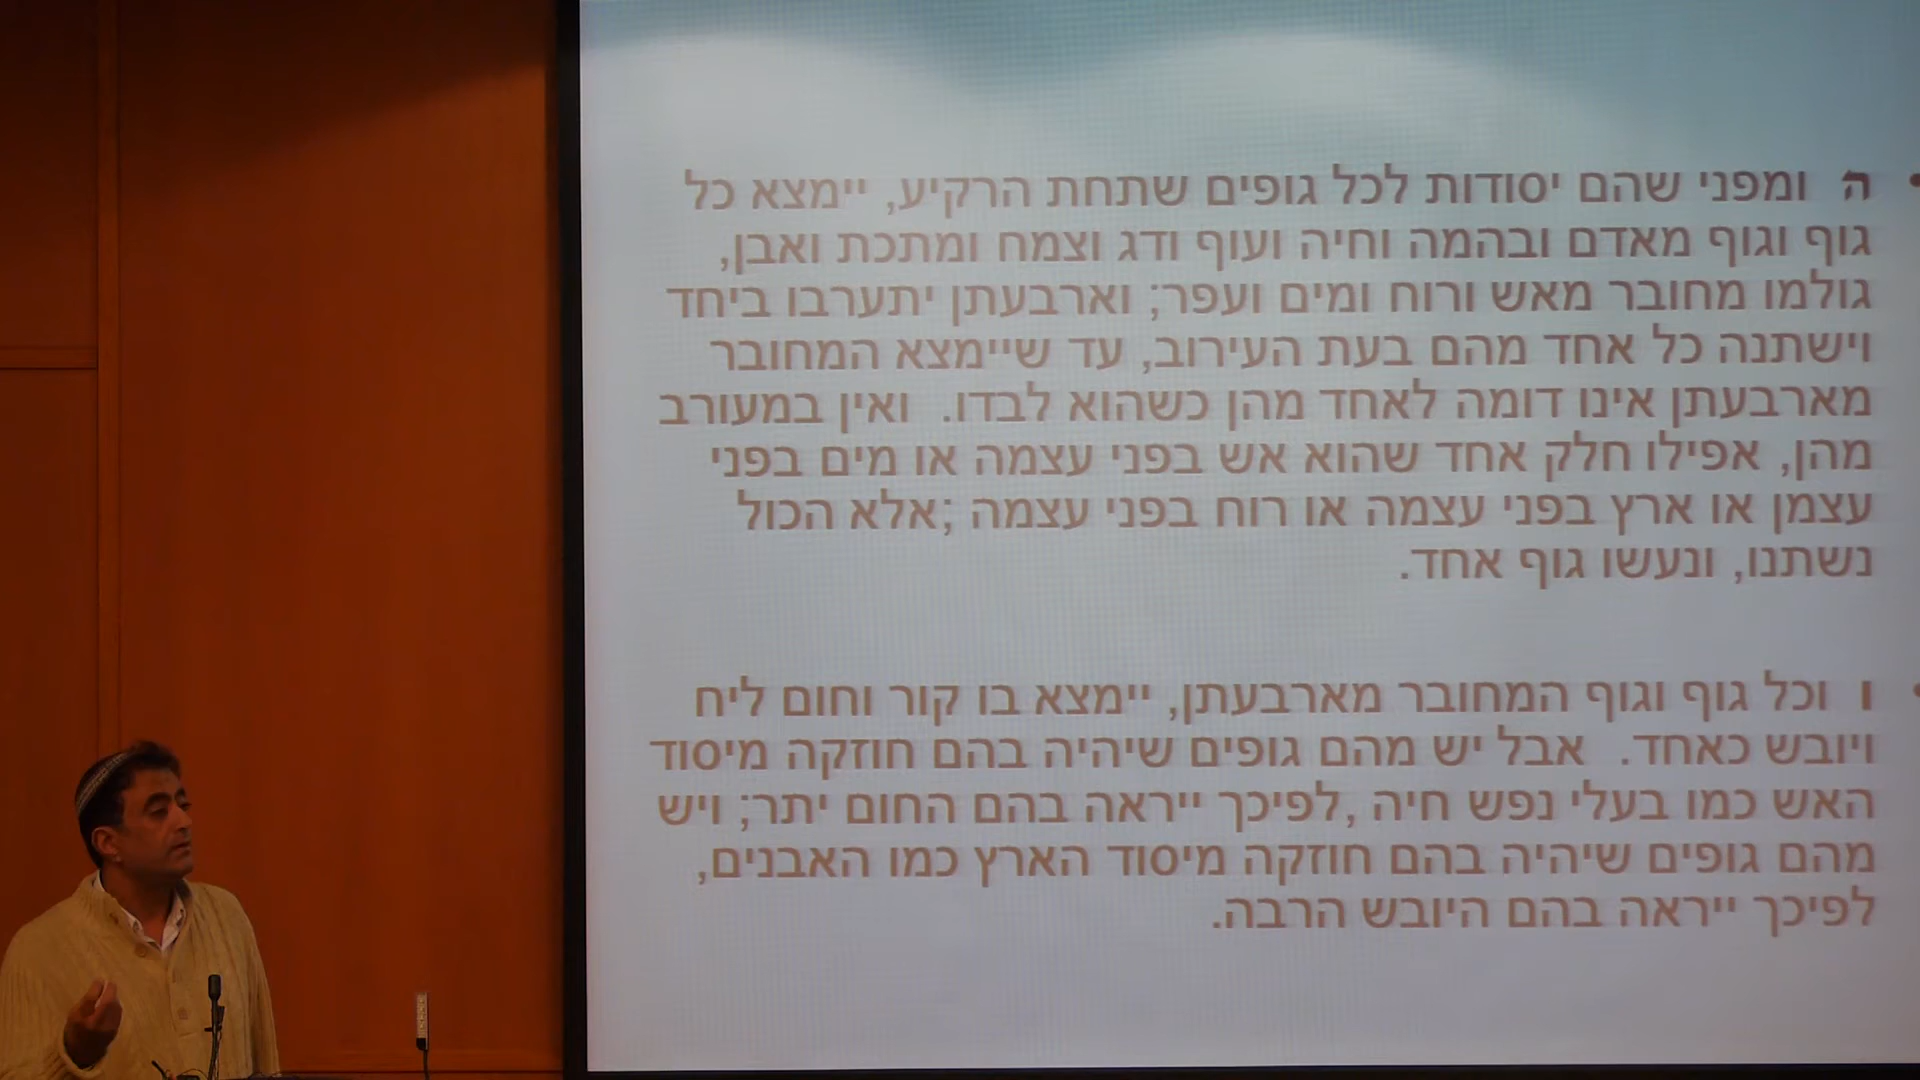 • ה ומפני שהם יסודות לכל גופים שתחת הרקיע, יימצא כל
גוף וגוף מאדם ובהמה וחיה ועוף ודג וצמח ומתכת ואבן,
גולמו מחובר מאש ורוח ומים ועפר; וארבעתן יתערבו ביחד
וישתנה כל אחד מהם בעת העירוב, עד שיימצא המחובר
מארבעתן אינו דומה לאחד מהן כשהוא לבדו. ואין במעורב
מהן, אפילו חלק אחד שהוא אש בפני עצמה או מים בפני
עצמן או ארץ בפני עצמה או רוח בפני עצמה ;אלא הכול
נשתנו, ונעשו גוף אחד.
• ו וכל גוף וגוף המחובר מארבעתן, יימצא בו קור וחום ליח
ויובש כאחד. אבל יש מהם גופים שיהיה בהם חוזקה מיסוד
האש כמו בעלי נפש חיה ,לפיכך ייראה בהם החום יתר; ויש
מהם גופים שיהיה בהם חוזקה מיסוד הארץ כמו האבנים,
לפיכך ייראה בהם היובש הרבה.